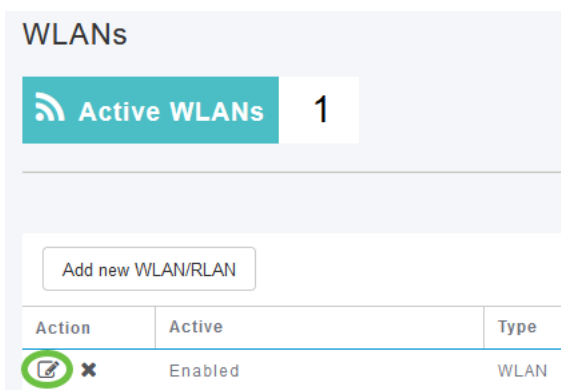 WLANs
Active WLANs 1
Add new WLAN/RLAN
Action Active Type
Enabled WLAN